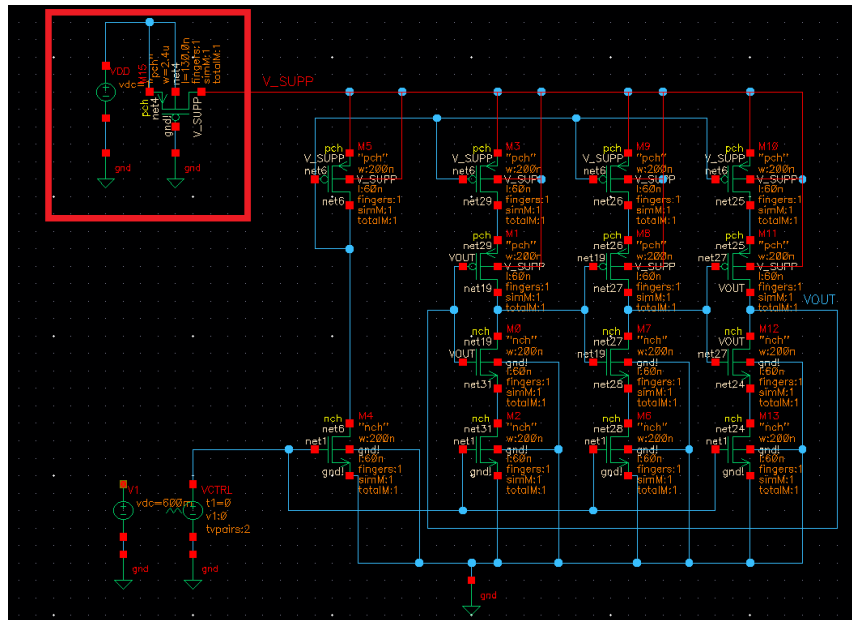 VDD
vdc=
M15
"pch"
w=2.4u
net4
l=130.0n
fingers:1
simM:1
totalM:1
pch
net4
gnd!
V_SUPP
gnd
gnd
V_SUPP
pch
M5
V_SUPP
"pch"
w:200n
net6
V_SUPP
l:60n
fingers:1
net6
simM:1
totalM:1
pch
M3
V_SUPP
"pch"
w:200n
net6
V_SUPP
l:60n
fingers:1
net29
simM:1
totalM:1
pch
M9
V_SUPP
"pch"
w:200n
net6
V_SUPP
l:60n
fingers:1
net26
simM:1
totalM:1
pch
M10
V_SUPP
"pch"
w:200n
net6
V_SUPP
l:60n
fingers:1
net25
simM:1
totalM:1
pch
M1
net29
"pch"
w:200n
VOUT
V_SUPP
l:60n
fingers:1
net19
simM:1
totalM:1
pch
M8
net26
"pch"
w:200n
net19
V_SUPP
l:60n
fingers:1
net27
simM:1
totalM:1
pch
M11
net25
"pch"
w:200n
net27
V_SUPP
l:60n
fingers:1
VOUT
simM:1
totalM:1
VOUT
nch
M0
net19
"nch"
w:200n
VOUT
gnd!
l:60n
fingers:1
net31
simM:1
totalM:1
nch
M7
net27
"nch"
w:200n
net19
gnd!
l:60n
fingers:1
net28
simM:1
totalM:1
nch
M12
VOUT
"nch"
w:200n
net27
gnd!
l:60n
fingers:1
net24
simM:1
totalM:1
nch
M4
net6
"nch"
w:200n
net1
gnd!
l:60n
fingers:1
gnd!
simM:1
totalM:1
nch
M2
net31
"nch"
w:200n
net1
gnd!
l:60n
fingers:1
gnd!
simM:1
totalM:1
nch
M6
net28
"nch"
w:200n
net1
gnd!
l:60n
fingers:1
gnd!
simM:1
totalM:1
nch
M13
net24
"nch"
w:200n
net1
gnd!
l:60n
fingers:1
gnd!
simM:1
totalM:1
V1
vdc=600m
gnd
VCTRL
t1=0
v1:0
tvpairs:2
gnd
gnd